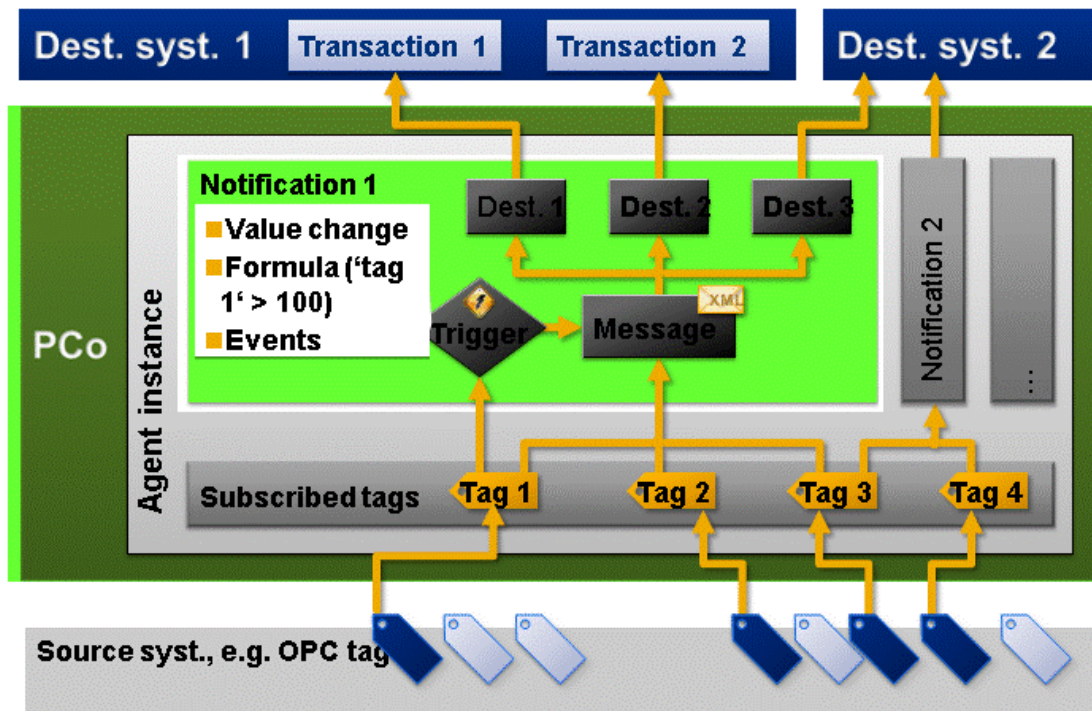 Dest. syst. 1
Transaction 1
Transaction 2
Dest. syst. 2
PCo
Agent instance
Notification 1
Value change
Formula (‘tag
1‘ > 100)
Events
Dest. 1
Dest. 2
Dest. 3
Trigger
Message
XML
Notification 2
...
Subscribed tags
Tag 1
Tag 2
Tag 3
Tag 4
Source syst., e.g. OPC tag